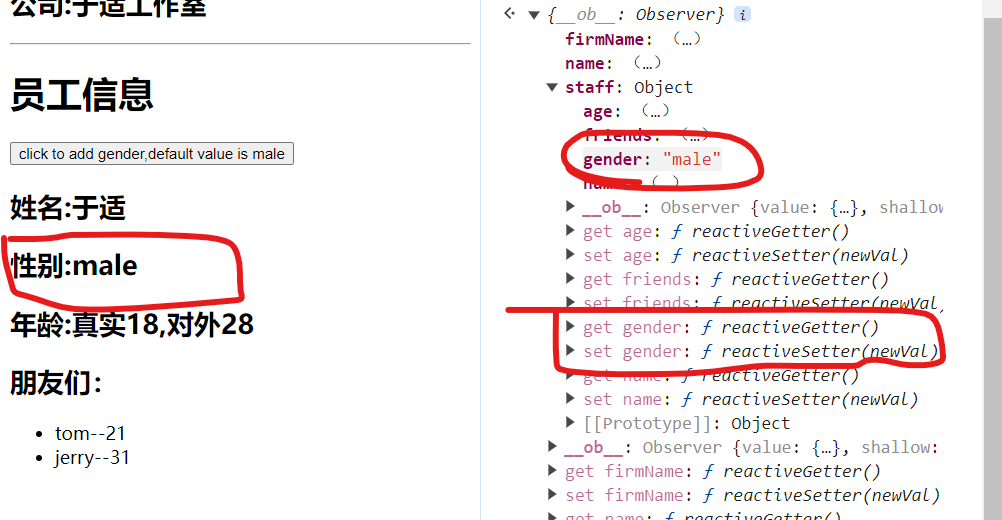 公司:于适工作室
员工信息
click to add gender,default value is male
姓名:于适
性别:male
年龄:真实18,对外28
朋友们：
• tom--21
• jerry--31
{__ob__: Observer} i
firmName: (…)
name: (…)
staff: Object
age: (…)
friends: (…)
gender: "male"
name: (…)
__ob__: Observer {value: {…}, shallow
get age: ƒ reactiveGetter()
set age: ƒ reactiveSetter(newVal)
get friends: ƒ reactiveGetter()
set friends: ƒ reactiveSetter(newVal)
get gender: ƒ reactiveGetter()
set gender: ƒ reactiveSetter(newVal)
get name: ƒ reactiveGetter()
set name: ƒ reactiveSetter(newVal)
[[Prototype]]: Object
__ob__: Observer {value: {…}, shallow:
get firmName: ƒ reactiveGetter()
set firmName: ƒ reactiveSetter(newVal)
get name: ƒ reactiveGetter()